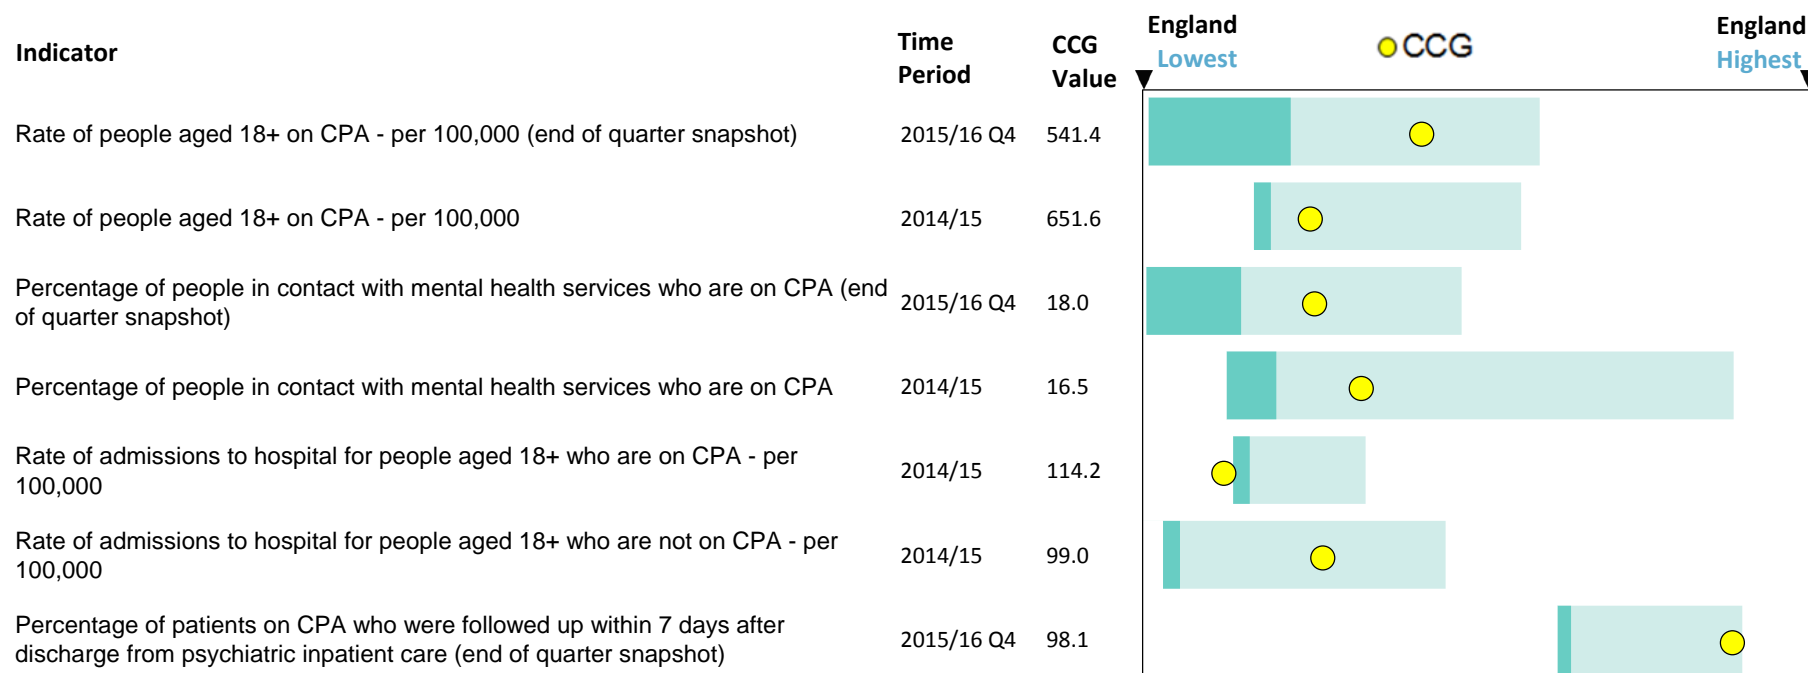 Indicator
Time
Period
CCG
Value
England
Lowest
CCG
England
Highest
Rate of people aged 18+ on CPA - per 100,000 (end of quarter snapshot) 2015/16 Q4 541.4
Rate of people aged 18+ on CPA - per 100,000 2014/15 651.6
Percentage of people in contact with mental health services who are on CPA (end
of quarter snapshot) 2015/16 Q4 18.0
Percentage of people in contact with mental health services who are on CPA 2014/15 16.5
Rate of admissions to hospital for people aged 18+ who are on CPA - per
100,000 2014/15 114.2
Rate of admissions to hospital for people aged 18+ who are not on CPA - per
100,000 2014/15 99.0
Percentage of patients on CPA who were followed up within 7 days after
discharge from psychiatric inpatient care (end of quarter snapshot) 2015/16 Q4 98.1